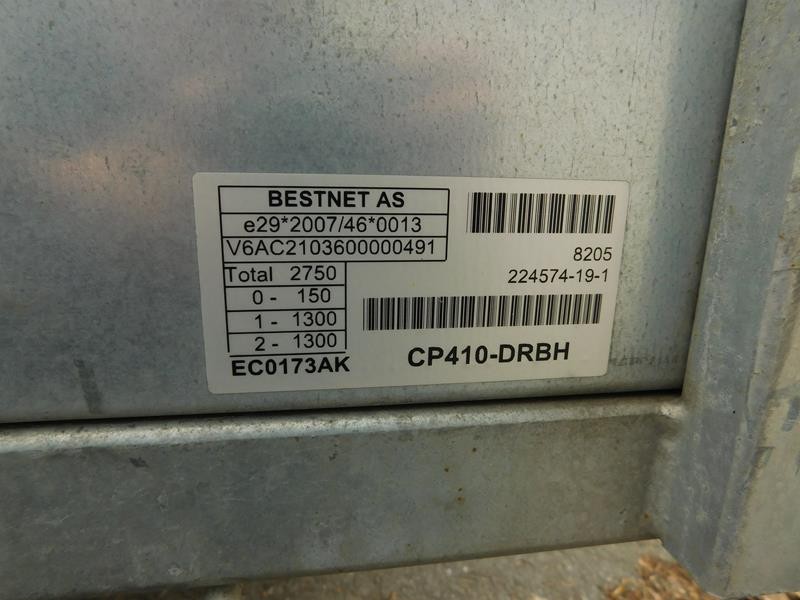 BESTNET AS
e29*2007/46*0013
V6AC2103600000491
Total 2750
0 - 150
1 - 1300
2 - 1300
EC0173AK
8205
224574-19-1
CP410-DRBH